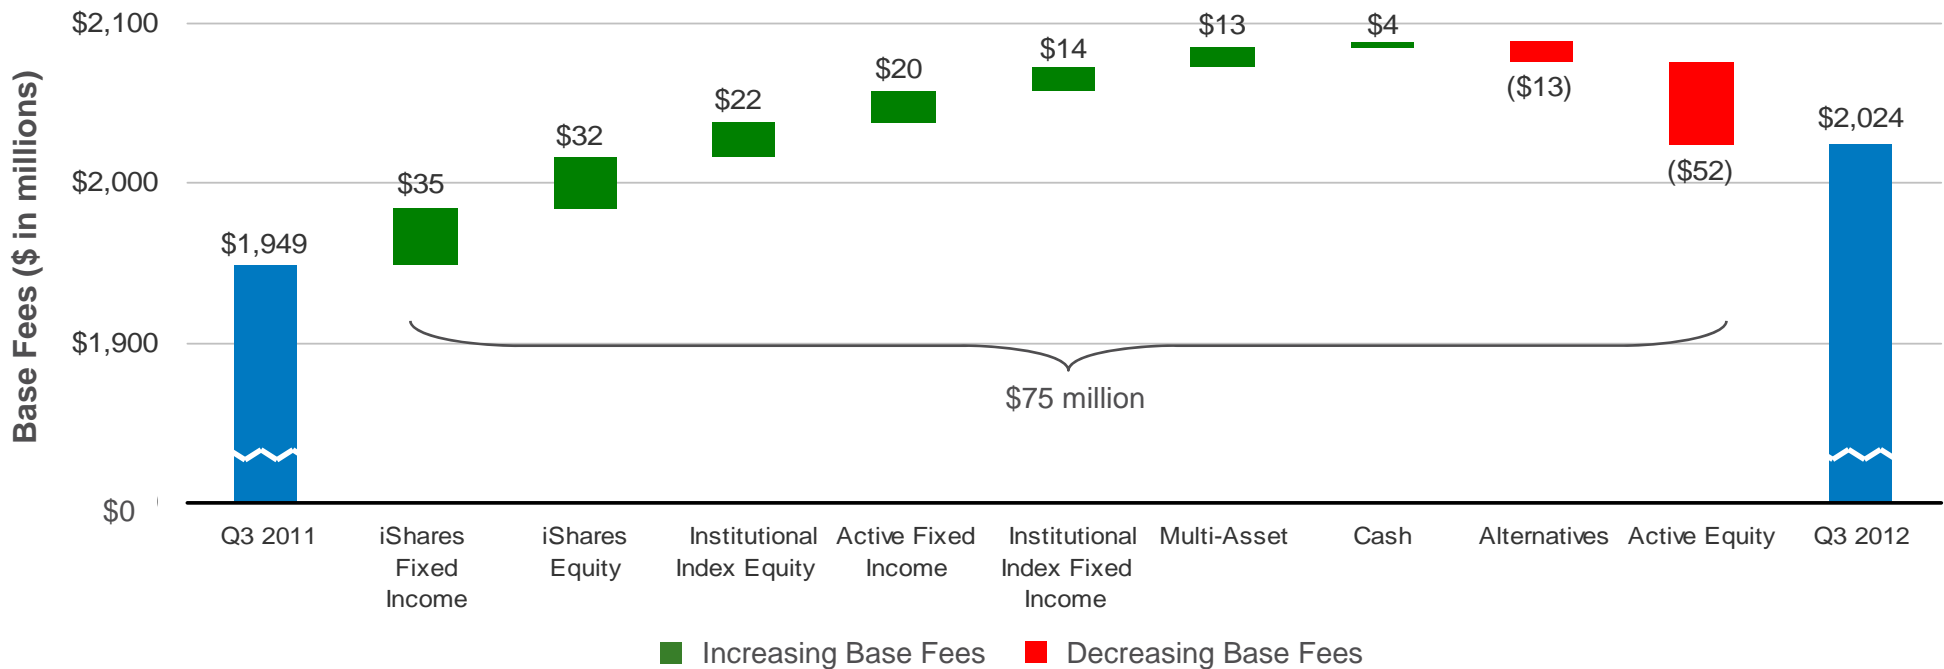 Base Fees ($ in millions)
$2,100
$2,000
$1,900
$0
$1,949
$35
$32
$22
$20
$14
$13
$4
($13)
($52)
$2,024
$75 million
Q3 2011
iShares
Fixed
Income
iShares
Equity
Institutional
Index Equity
Active Fixed
Income
Institutional
Index Fixed
Income
Multi-Asset
Cash
Alternatives
Active Equity
Q3 2012
Increasing Base Fees
Decreasing Base Fees